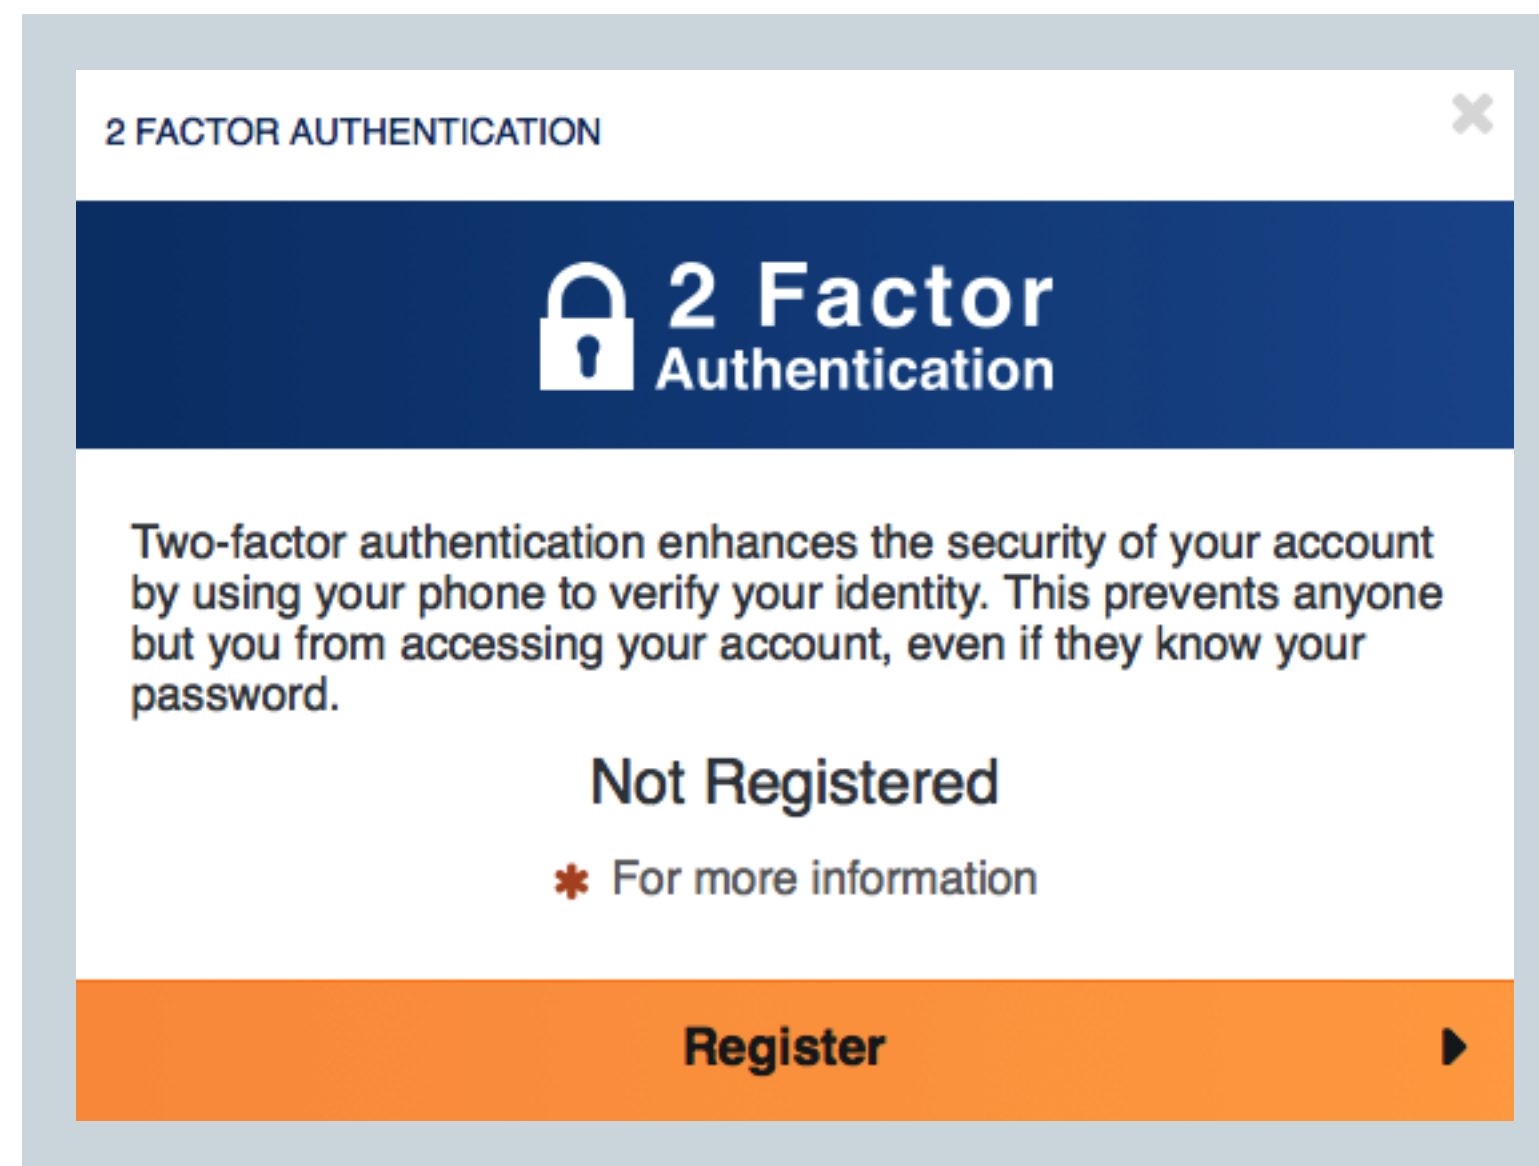 2 FACTOR AUTHENTICATION
2 Factor
Authentication
Two-factor authentication enhances the security of your account
by using your phone to verify your identity. This prevents anyone
but you from accessing your account, even if they know your
password.
Not Registered
* For more information
Register